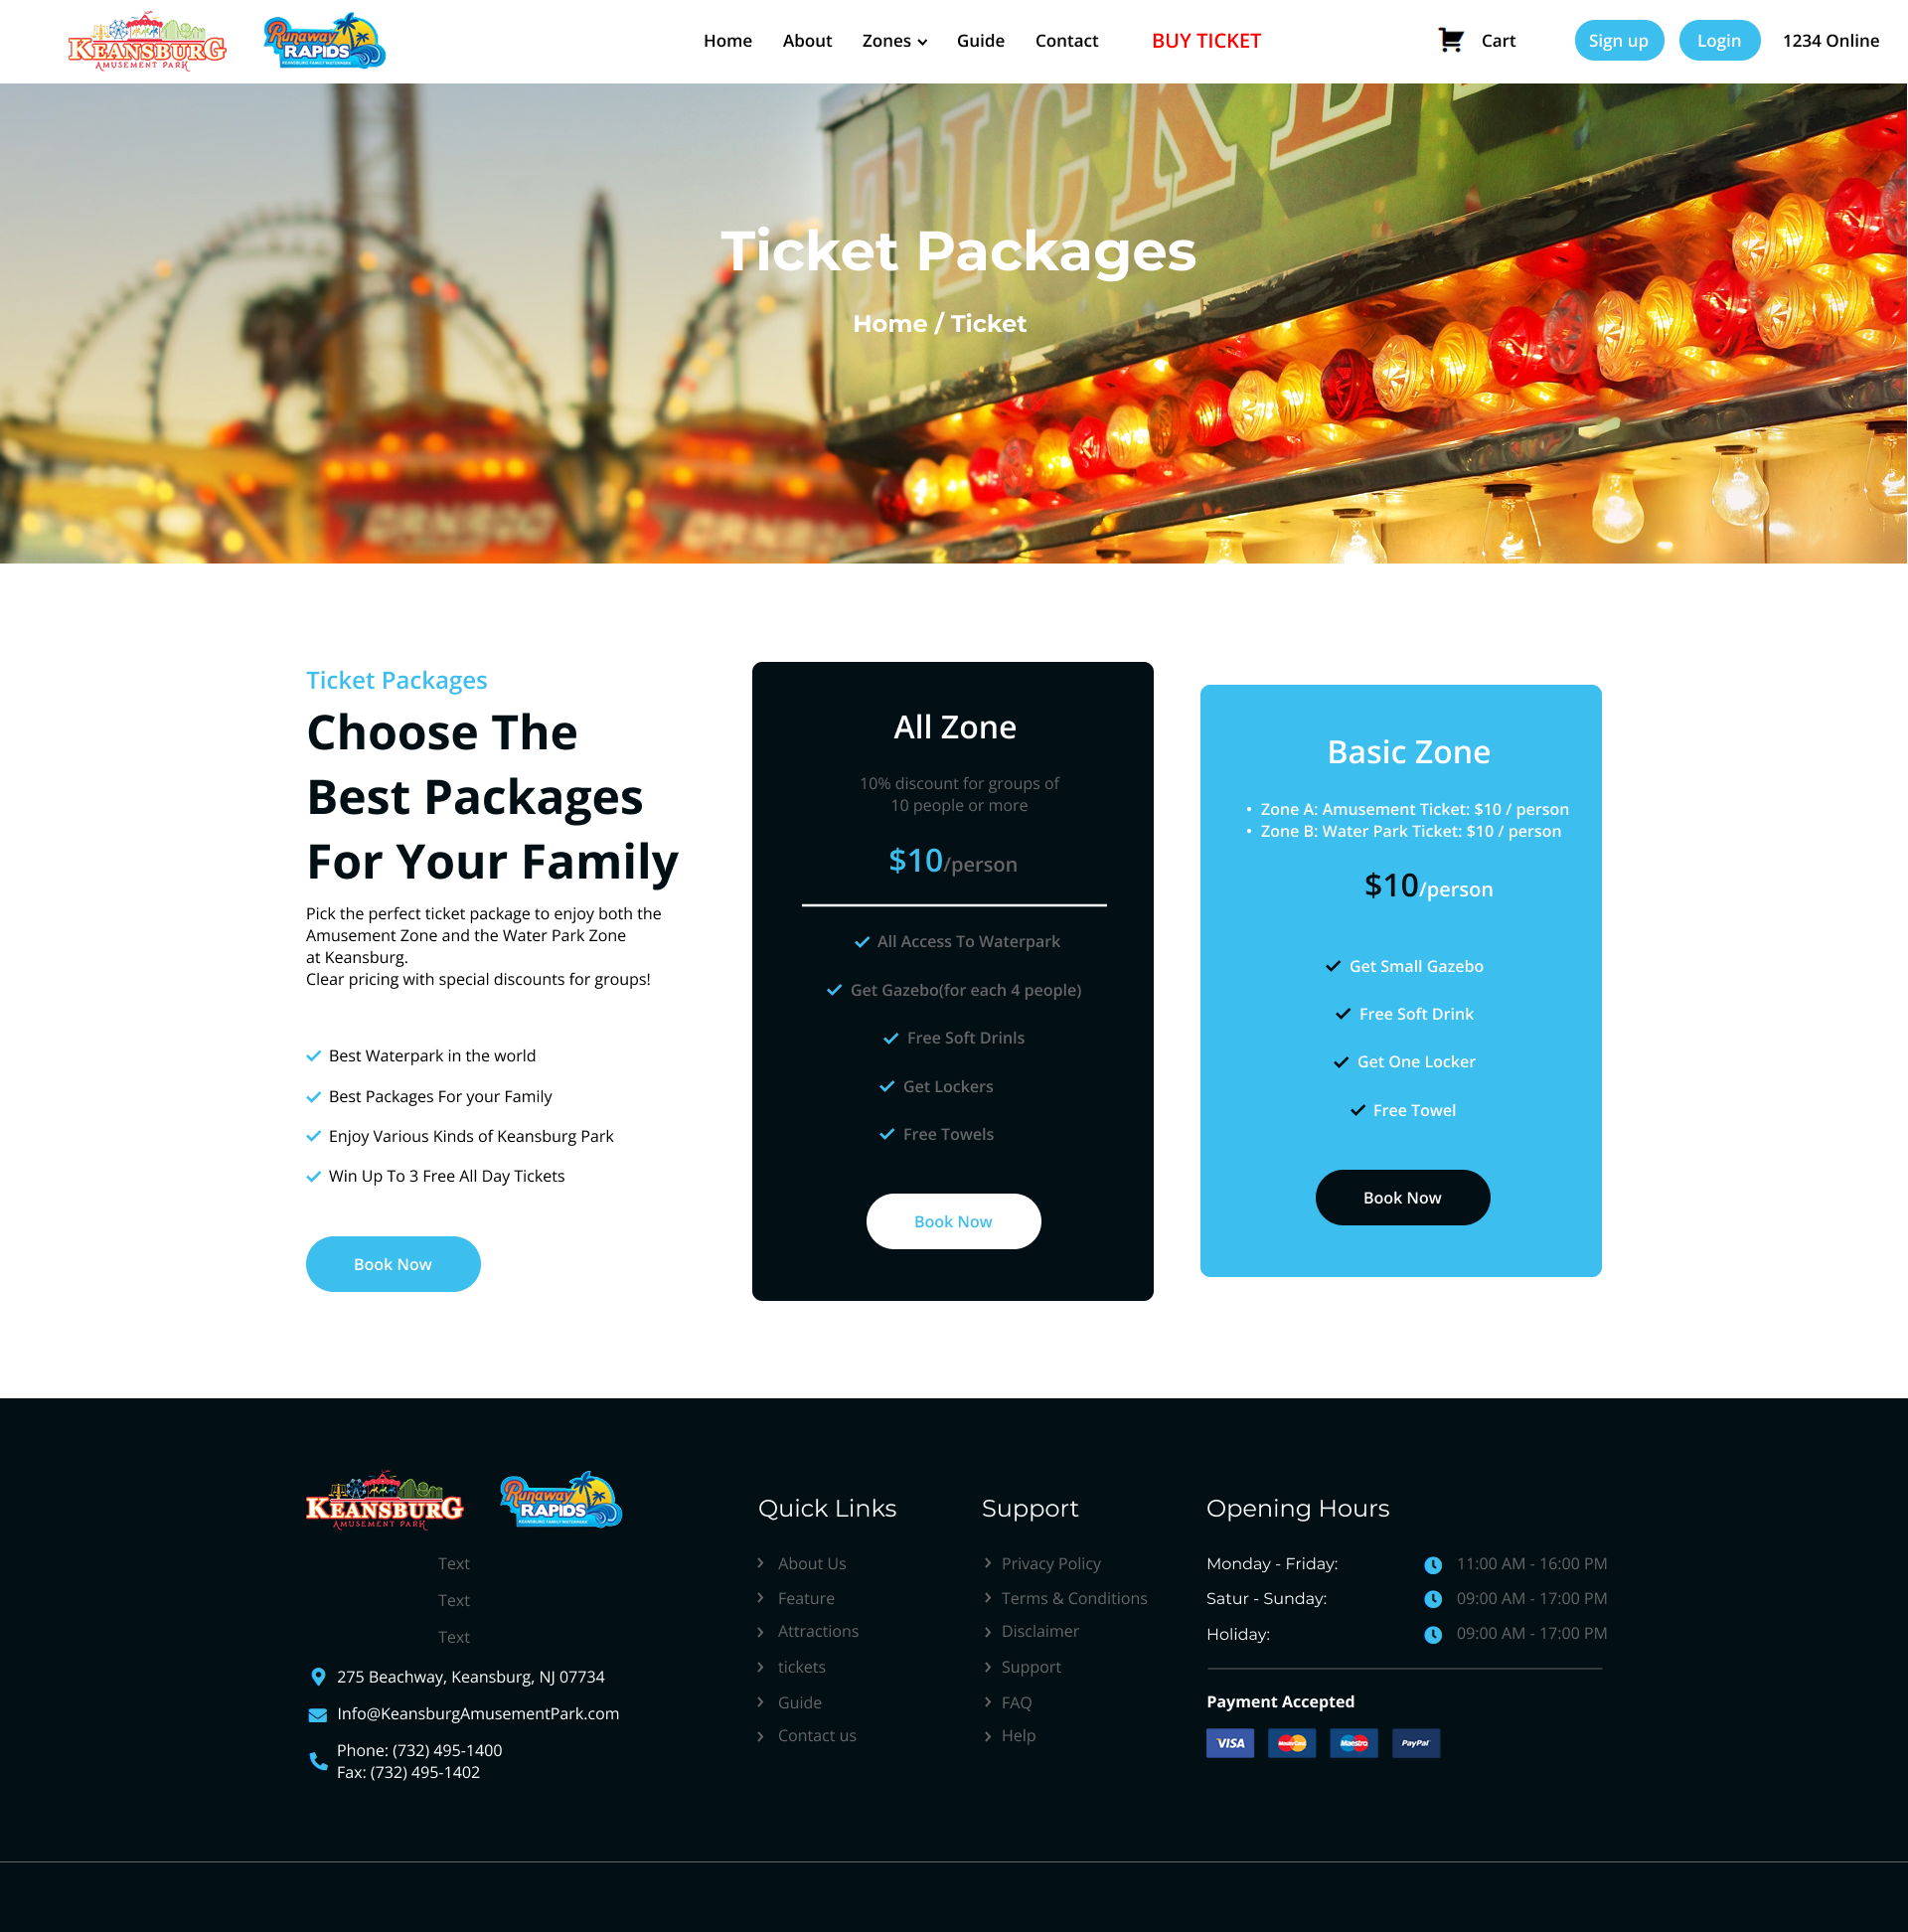 KEANSBURG
AMUSEMENT PARK
Runaway
RAPIDS
KEANSBURG FAMILY WATERPARK
Home
About
Zones
Guide
Contact
BUY TICKET
Cart
Sign up
Login
1234 Online
TICKE
Ticket Packages
Home / Ticket
Ticket Packages
Choose The
Best Packages
For Your Family
Pick the perfect ticket package to enjoy both the
Amusement Zone and the Water Park Zone
at Keansburg.
Clear pricing with special discounts for groups!
Best Waterpark in the world
Best Packages For your Family
Enjoy Various Kinds of Keansburg Park
Win Up To 3 Free All Day Tickets
Book Now
All Zone
10% discount for groups of
10 people or more
$10/person
All Access To Waterpark
Get Gazebo(for each 4 people)
Free Soft Drinls
Get Lockers
Free Towels
Book Now
Basic Zone
• Zone A: Amusement Ticket: $10 / person
• Zone B: Water Park Ticket: $10 / person
$10/person
Get Small Gazebo
Free Soft Drink
Get One Locker
Free Towel
Book Now
KEANSBURG
AMUSEMENT PARK
Runaway
RAPIDS
KEANSBURG FAMILY WATERPARK
Text
Text
Text
275 Beachway, Keansburg, NJ 07734
Info@KeansburgAmusementPark.com
Phone: (732) 495-1400
Fax: (732) 495-1402
Quick Links
About Us
Feature
Attractions
tickets
Guide
Contact us
Support
Privacy Policy
Terms & Conditions
Disclaimer
Support
FAQ
Help
Opening Hours
Monday - Friday: 11:00 AM - 16:00 PM
Satur - Sunday: 09:00 AM - 17:00 PM
Holiday: 09:00 AM - 17:00 PM
Payment Accepted
VISA
MasterCard
Maestro
PayPal